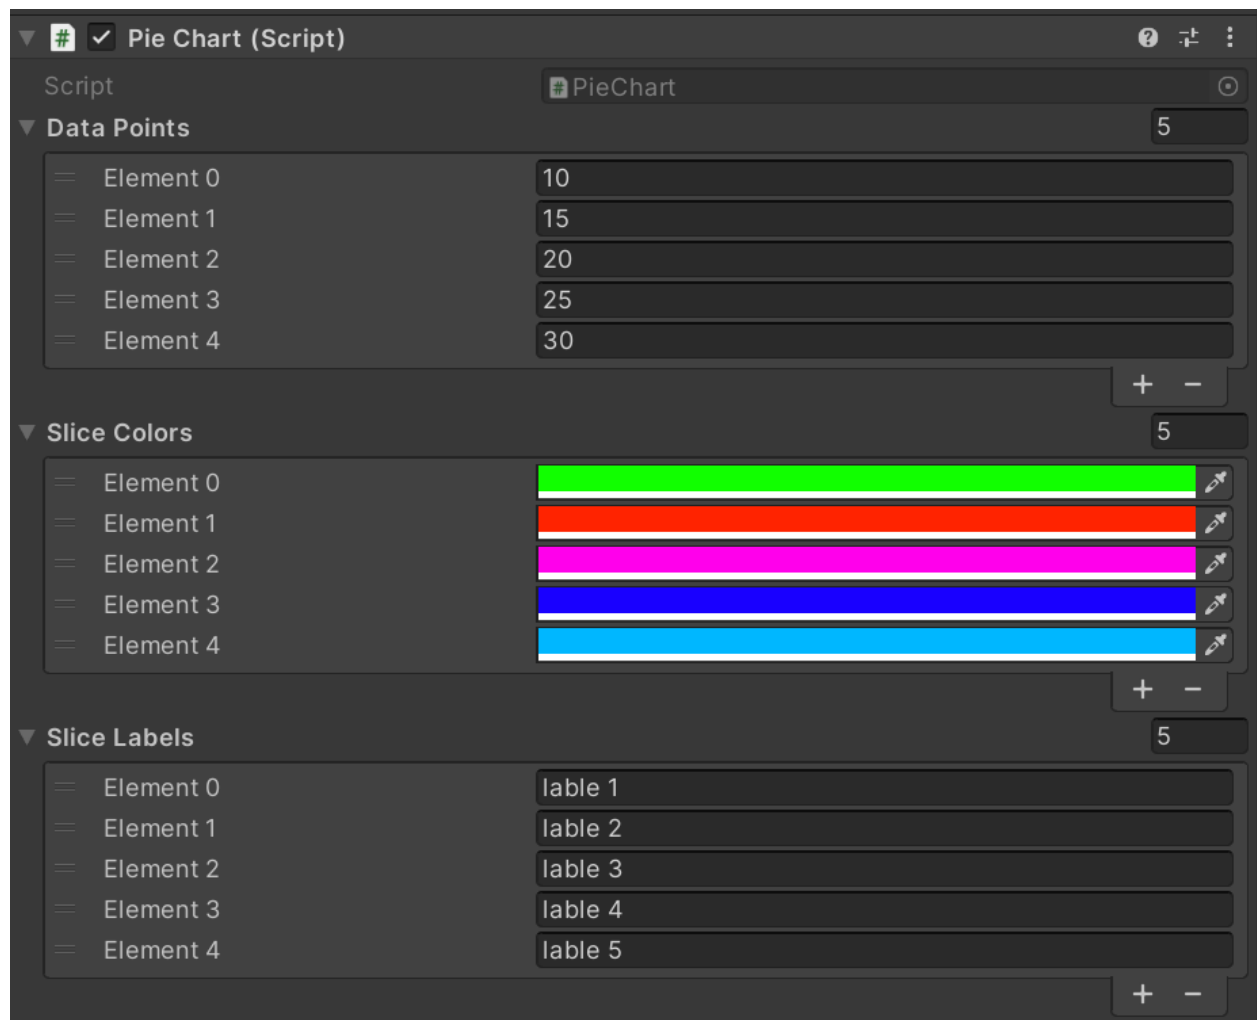 # Pie Chart (Script)
Script # PieChart
Data Points 5
Element 0 10
Element 1 15
Element 2 20
Element 3 25
Element 4 30
+ −
Slice Colors 5
Element 0
Element 1
Element 2
Element 3
Element 4
+ −
Slice Labels 5
Element 0 lable 1
Element 1 lable 2
Element 2 lable 3
Element 3 lable 4
Element 4 lable 5
+ −